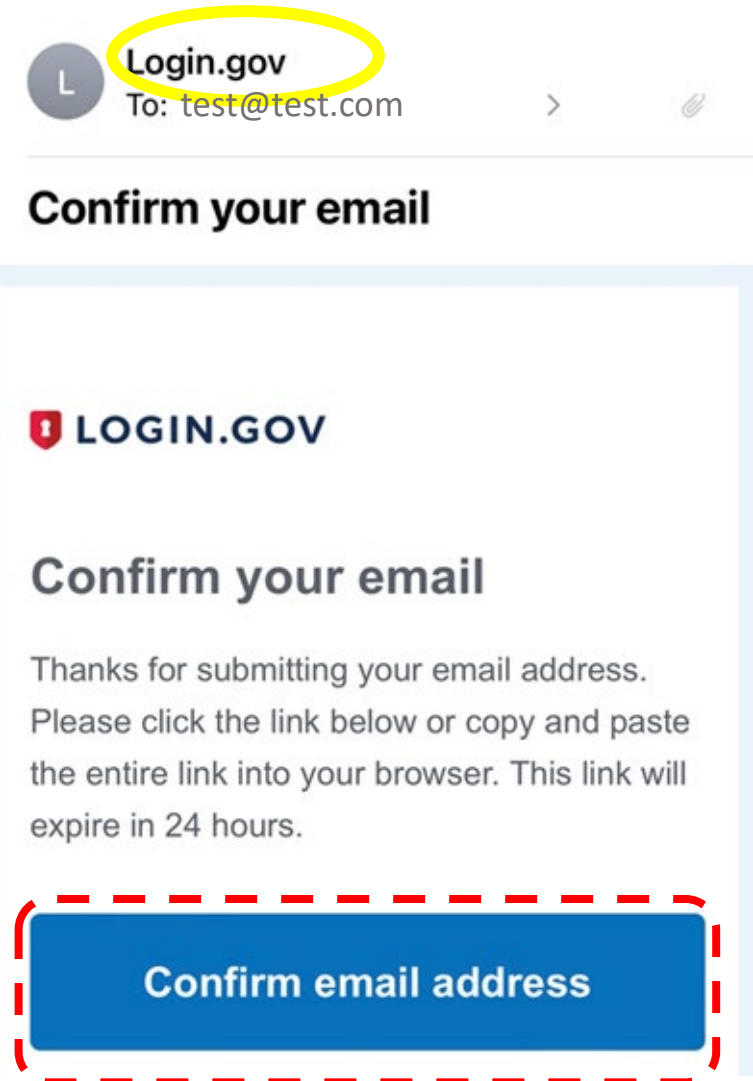 L
Login.gov
To: test@test.com
Confirm your email
LOGIN.GOV
Confirm your email
Thanks for submitting your email address.
Please click the link below or copy and paste
the entire link into your browser. This link will
expire in 24 hours.
Confirm email address